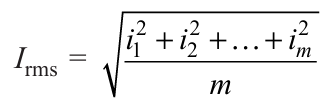 I_rms = √((i_1^2 + i_2^2 + … + i_m^2) / m)